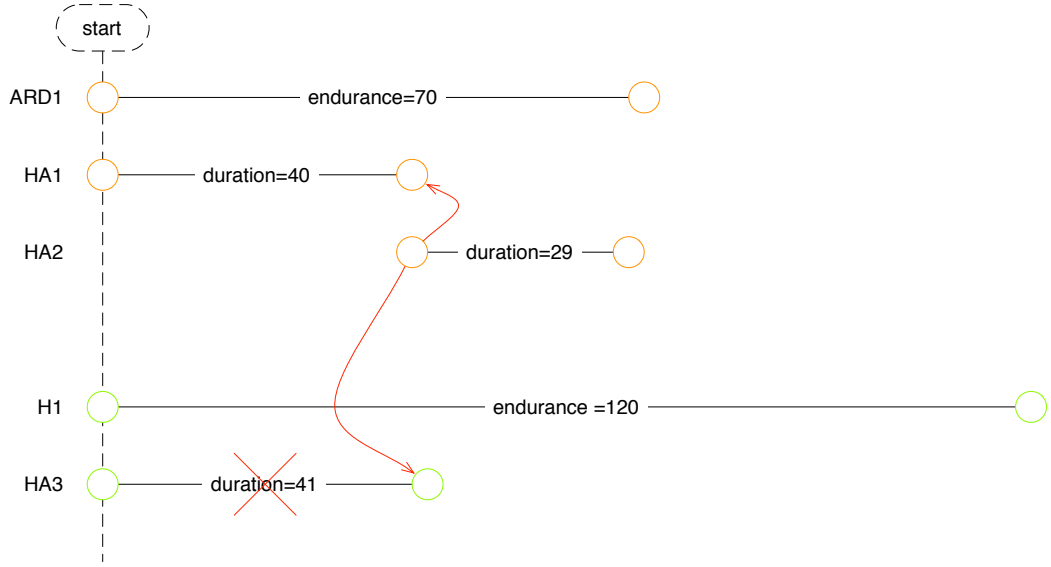 start
ARD1 endurance=70
HA1 duration=40
HA2 duration=29
H1 endurance =120
HA3 duration=41